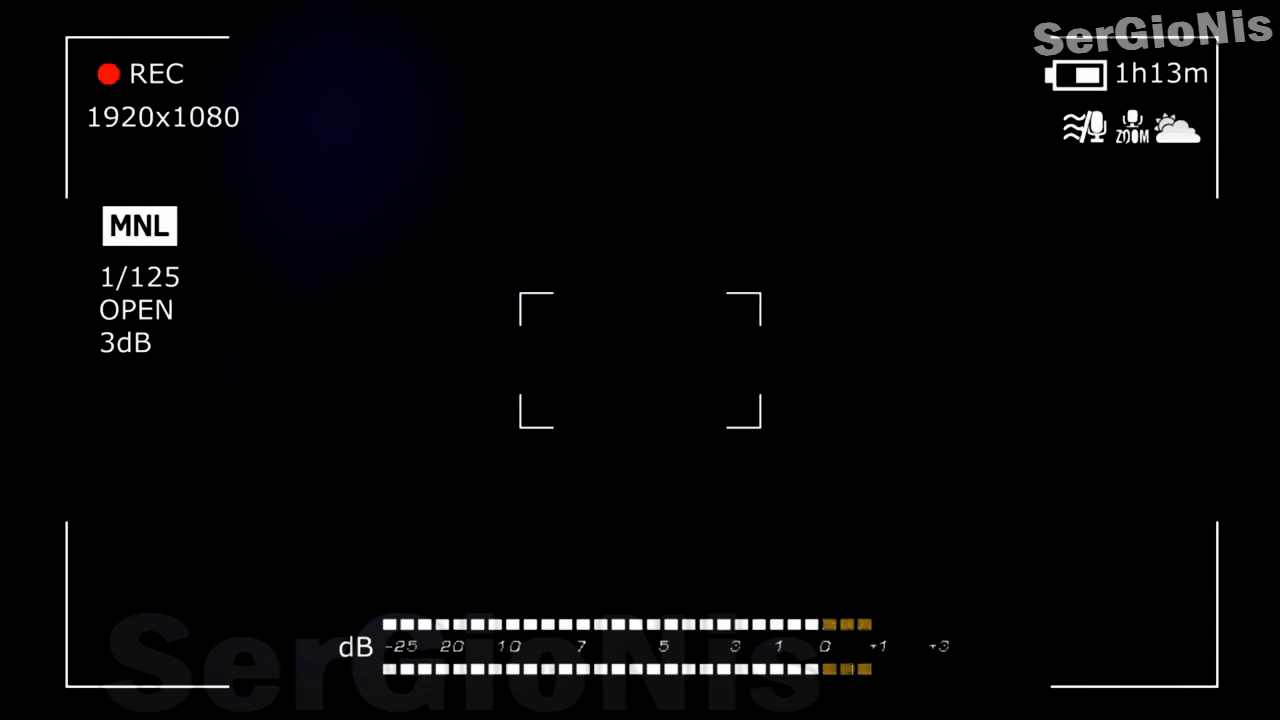 SerGioNis
REC
1h13m
1920x1080
ZOOM
MNL
1/125
OPEN
3dB
dB -25 20 10 7 5 3 1 0 +1 +3
SerGioNis